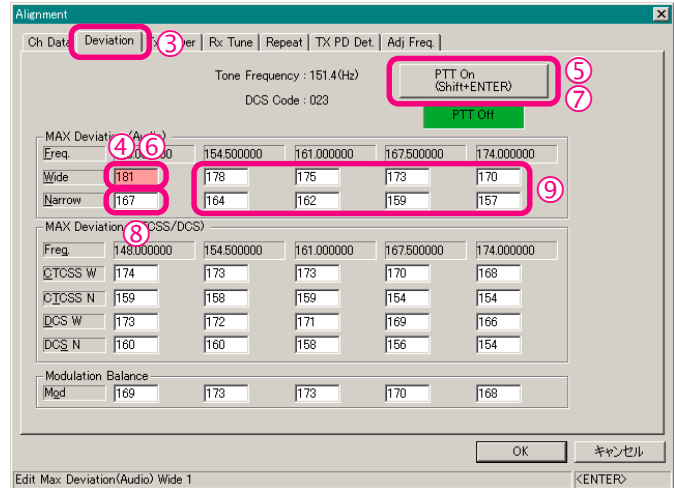 Alignment
Ch Data Deviation ③ er Rx Tune Repeat TX PD Det. Adj Freq.
Tone Frequency : 151.4(Hz)
DCS Code : 023
PTT On
(Shift+ENTER)
⑤
⑦
PTT Off
MAX Deviation (Audio)
④ ⑥
Freq. 154.500000 161.000000 167.500000 174.000000
Wide 181 178 175 173 170
Narrow 167 164 162 159 157
⑨
⑧
MAX Deviation CSS/DCS)
Freq. 148.000000 154.500000 161.000000 167.500000 174.000000
CTCSS W 174 173 173 170 168
CTCSS N 159 158 159 154 154
DCS W 173 172 171 169 166
DCS N 160 160 158 156 154
Modulation Balance
Mod 169 173 173 170 168
OK キャンセル
Edit Max Deviation(Audio) Wide 1 <ENTER>